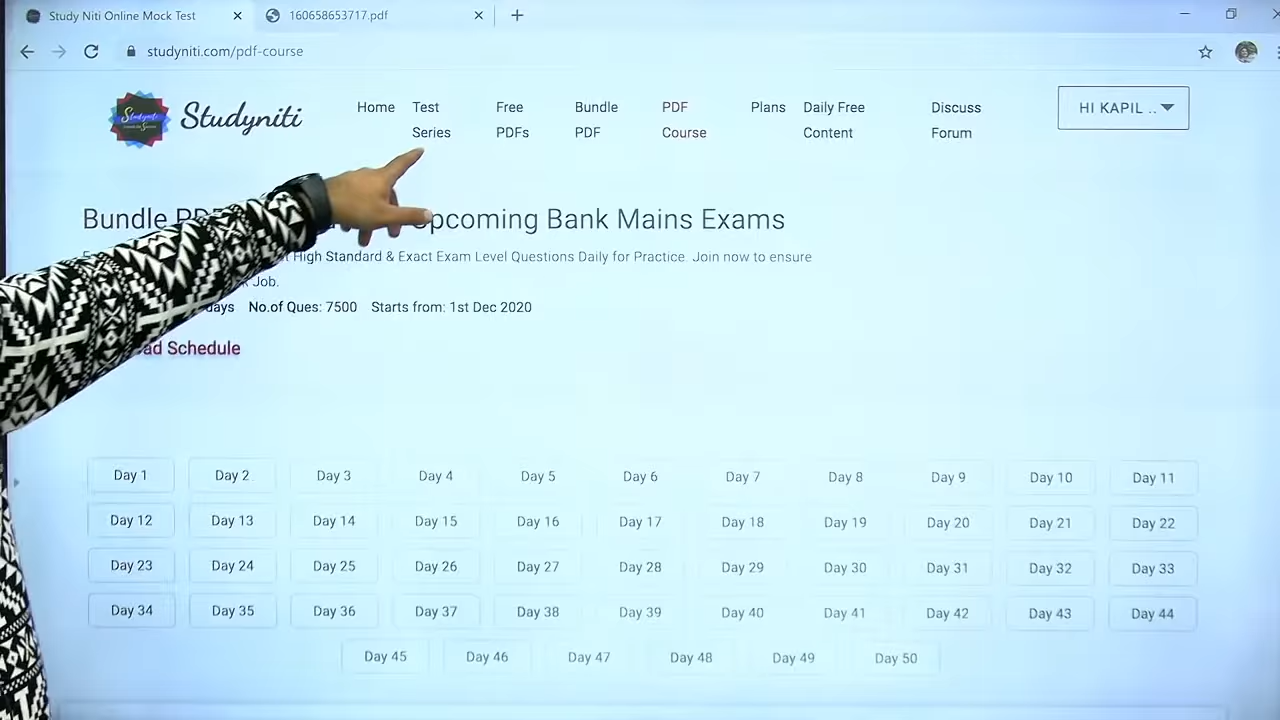 Study Niti Online Mock Test
160658653717.pdf
studyniti.com/pdf-course
Studyniti
Home Test Series Free PDFs Bundle PDF PDF Course Plans Daily Free Content Discuss Forum HI KAPIL ..
Bundle Upcoming Bank Mains Exams
High Standard & Exact Exam Level Questions Daily for Practice. Join now to ensure
Job.
days No.of Ques: 7500 Starts from: 1st Dec 2020
Schedule
Day 1 Day 2 Day 3 Day 4 Day 5 Day 6 Day 7 Day 8 Day 9 Day 10 Day 11
Day 12 Day 13 Day 14 Day 15 Day 16 Day 17 Day 18 Day 19 Day 20 Day 21 Day 22
Day 23 Day 24 Day 25 Day 26 Day 27 Day 28 Day 29 Day 30 Day 31 Day 32 Day 33
Day 34 Day 35 Day 36 Day 37 Day 38 Day 39 Day 40 Day 41 Day 42 Day 43 Day 44
Day 45 Day 46 Day 47 Day 48 Day 49 Day 50